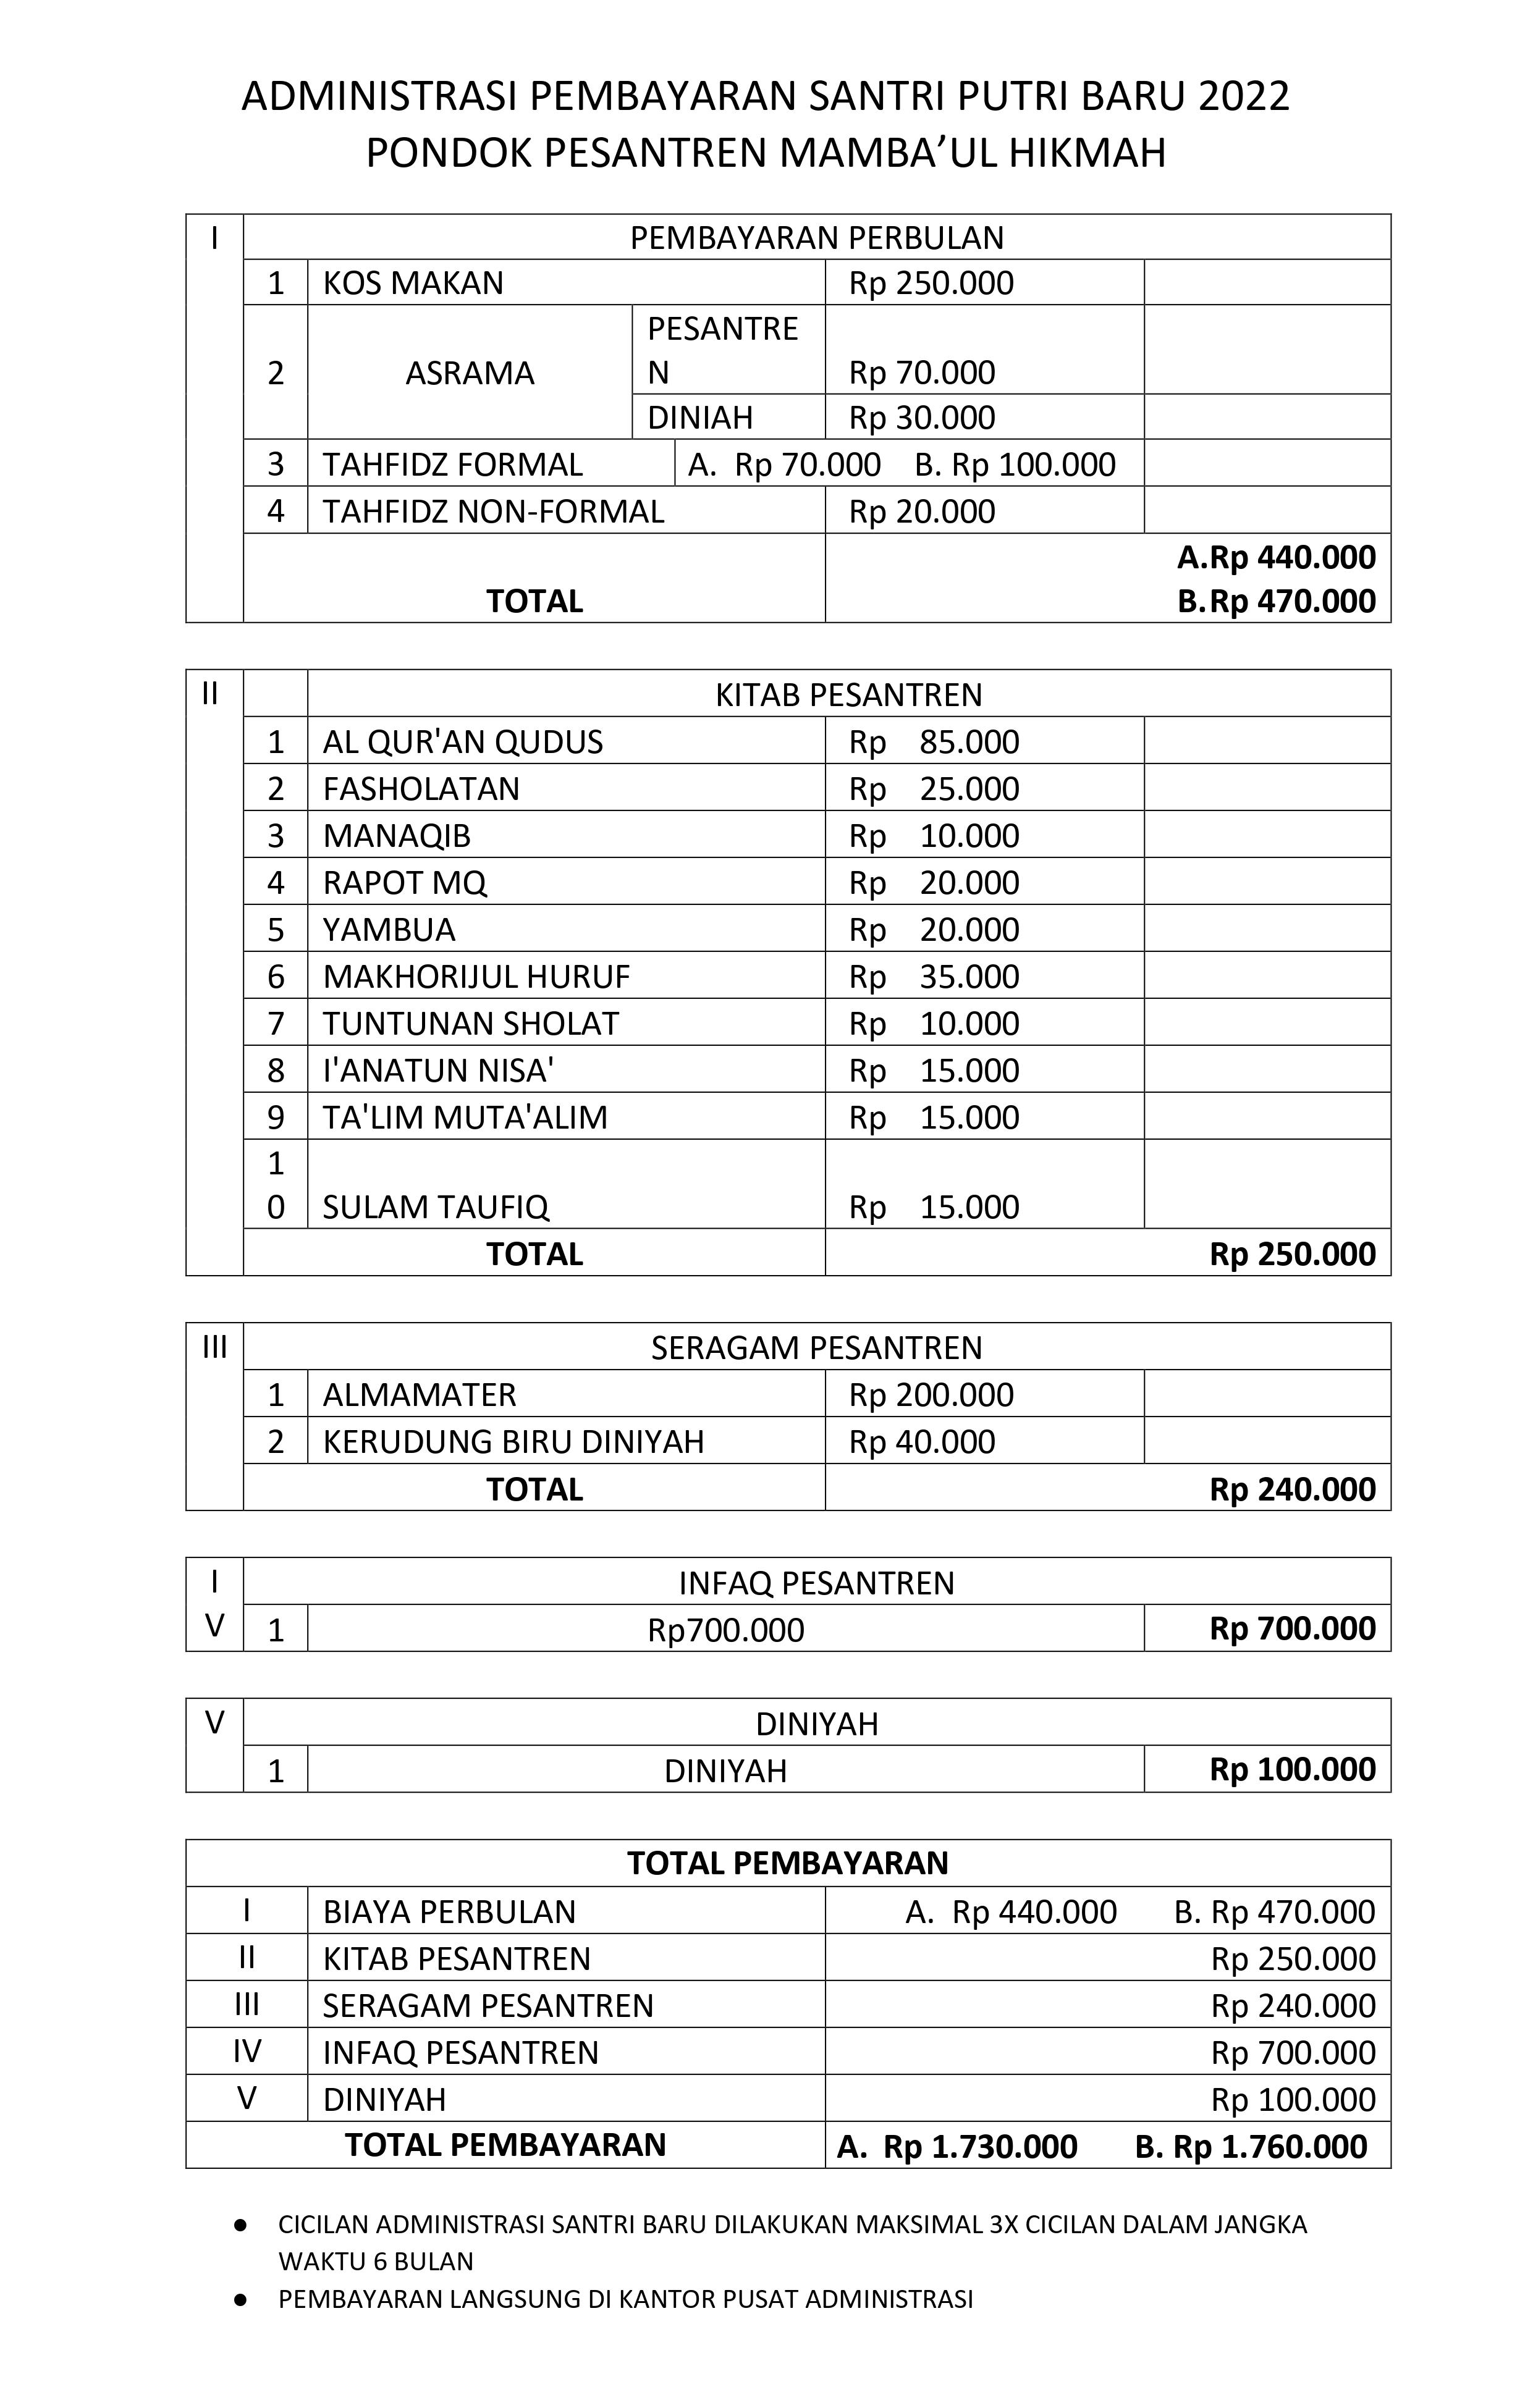 ADMINISTRASI PEMBAYARAN SANTRI PUTRI BARU 2022
PONDOK PESANTREN MAMBA’UL HIKMAH
I PEMBAYARAN PERBULAN
1 KOS MAKAN Rp 250.000
2 ASRAMA PESANTRE
N Rp 70.000
DINIAH Rp 30.000
3 TAHFIDZ FORMAL A. Rp 70.000 B. Rp 100.000
4 TAHFIDZ NON-FORMAL Rp 20.000
A.Rp 440.000
TOTAL B.Rp 470.000
II KITAB PESANTREN
1 AL QUR'AN QUDUS Rp 85.000
2 FASHOLATAN Rp 25.000
3 MANAQIB Rp 10.000
4 RAPOT MQ Rp 20.000
5 YAMBUA Rp 20.000
6 MAKHORIJUL HURUF Rp 35.000
7 TUNTUNAN SHOLAT Rp 10.000
8 I'ANATUN NISA' Rp 15.000
9 TA'LIM MUTA'ALIM Rp 15.000
1
0 SULAM TAUFIQ Rp 15.000
TOTAL Rp 250.000
III SERAGAM PESANTREN
1 ALMAMATER Rp 200.000
2 KERUDUNG BIRU DINIYAH Rp 40.000
TOTAL Rp 240.000
I INFAQ PESANTREN
V 1 Rp700.000 Rp 700.000
V DINIYAH
1 DINIYAH Rp 100.000
TOTAL PEMBAYARAN
I BIAYA PERBULAN A. Rp 440.000 B. Rp 470.000
II KITAB PESANTREN Rp 250.000
III SERAGAM PESANTREN Rp 240.000
IV INFAQ PESANTREN Rp 700.000
V DINIYAH Rp 100.000
TOTAL PEMBAYARAN A. Rp 1.730.000 B. Rp 1.760.000
● CICILAN ADMINISTRASI SANTRI BARU DILAKUKAN MAKSIMAL 3X CICILAN DALAM JANGKA
WAKTU 6 BULAN
● PEMBAYARAN LANGSUNG DI KANTOR PUSAT ADMINISTRASI